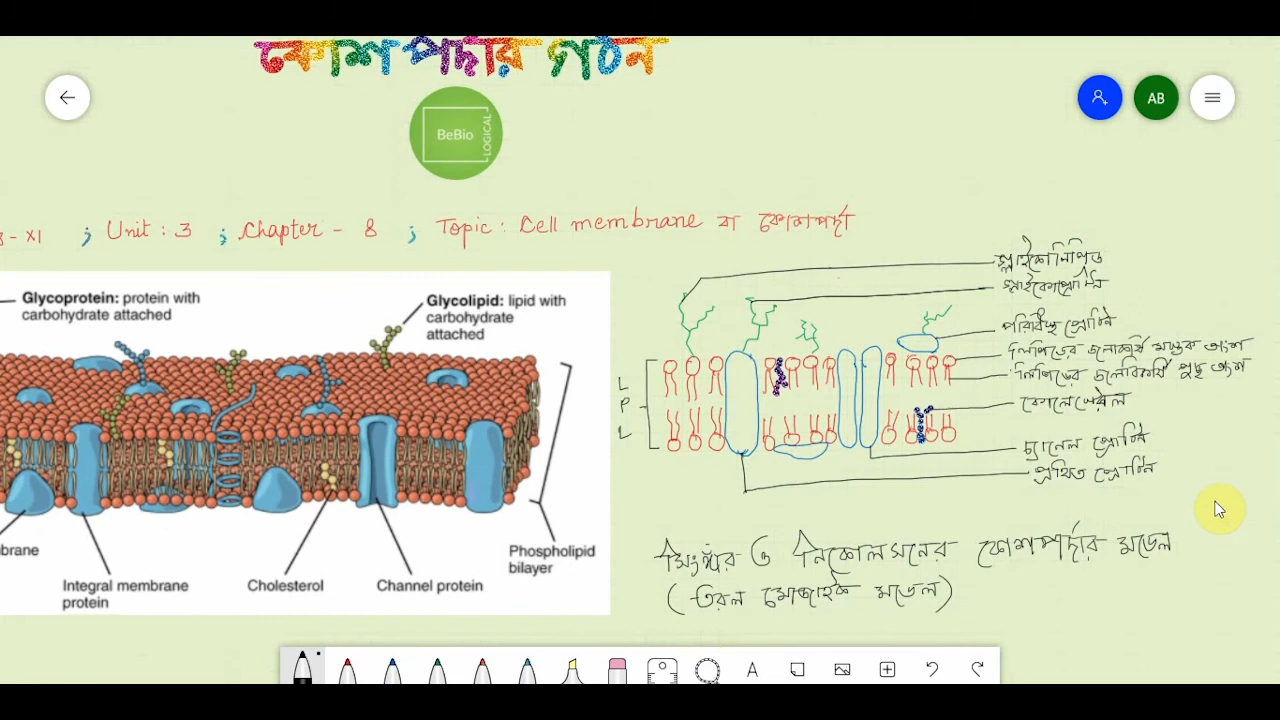 কোশপর্দার গঠন
BeBio
LOGICAL
AB
-XI ; Unit : 3 ; Chapter - 8 ; Topic : Cell membrane বা কোশপর্দা
Glycoprotein: protein with
carbohydrate attached
Glycolipid: lipid with
carbohydrate
attached
brane
Integral membrane
protein
Cholesterol
Channel protein
Phospholipid
bilayer
L
P
L
গ্লাইকোলিপিড
গ্লাইকোপ্রোটিন
পরিধিস্থ প্রোটিন
লিপিডের জলাকর্ষী মস্তক অংশ
লিপিডের জলবিকর্ষী পুচ্ছ অংশ
কোলেস্টেরল
চ্যানেল প্রোটিন
প্রোথিত প্রোটিন
সিংগার ও নিকোলসনের কোশপর্দার মডেল
(তরল মোজাইক মডেল)
A